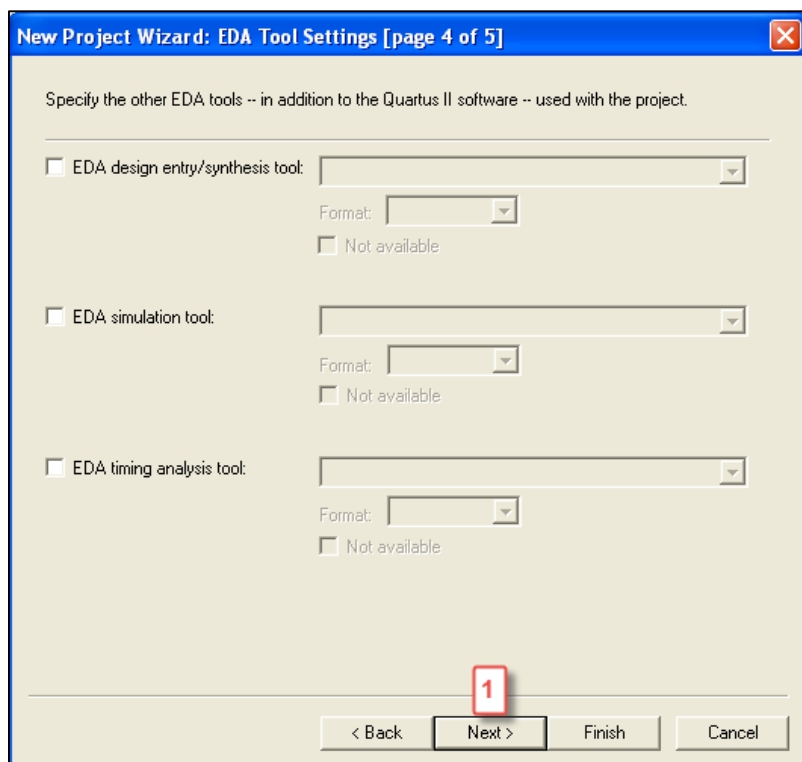 New Project Wizard: EDA Tool Settings [page 4 of 5]
Specify the other EDA tools -- in addition to the Quartus II software -- used with the project.
EDA design entry/synthesis tool:
Format:
Not available
EDA simulation tool:
Format:
Not available
EDA timing analysis tool:
Format:
Not available
1
< Back Next > Finish Cancel